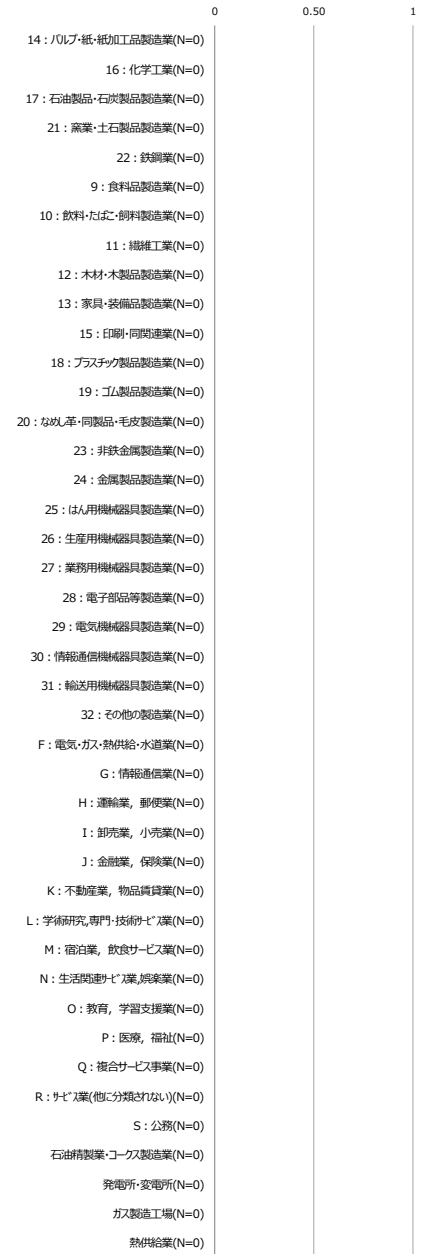 0 0.50 1
14：パルプ・紙・紙加工品製造業(N=0)
16：化学工業(N=0)
17：石油製品・石炭製品製造業(N=0)
21：窯業・土石製品製造業(N=0)
22：鉄鋼業(N=0)
9：食料品製造業(N=0)
10：飲料・たばこ・飼料製造業(N=0)
11：繊維工業(N=0)
12：木材・木製品製造業(N=0)
13：家具・装備品製造業(N=0)
15：印刷・同関連業(N=0)
18：プラスチック製品製造業(N=0)
19：ゴム製品製造業(N=0)
20：なめし革・同製品・毛皮製造業(N=0)
23：非鉄金属製造業(N=0)
24：金属製品製造業(N=0)
25：はん用機械器具製造業(N=0)
26：生産用機械器具製造業(N=0)
27：業務用機械器具製造業(N=0)
28：電子部品等製造業(N=0)
29：電気機械器具製造業(N=0)
30：情報通信機械器具製造業(N=0)
31：輸送用機械器具製造業(N=0)
32：その他の製造業(N=0)
F：電気・ガス・熱供給・水道業(N=0)
G：情報通信業(N=0)
H：運輸業，郵便業(N=0)
I：卸売業，小売業(N=0)
J：金融業，保険業(N=0)
K：不動産業，物品賃貸業(N=0)
L：学術研究,専門・技術ｻｰﾋﾞｽ業(N=0)
M：宿泊業，飲食サービス業(N=0)
N：生活関連ｻｰﾋﾞｽ業,娯楽業(N=0)
O：教育，学習支援業(N=0)
P：医療，福祉(N=0)
Q：複合サービス事業(N=0)
R：ｻｰﾋﾞｽ業(他に分類されない)(N=0)
S：公務(N=0)
石油精製業・コークス製造業(N=0)
発電所・変電所(N=0)
ガス製造工場(N=0)
熱供給業(N=0)